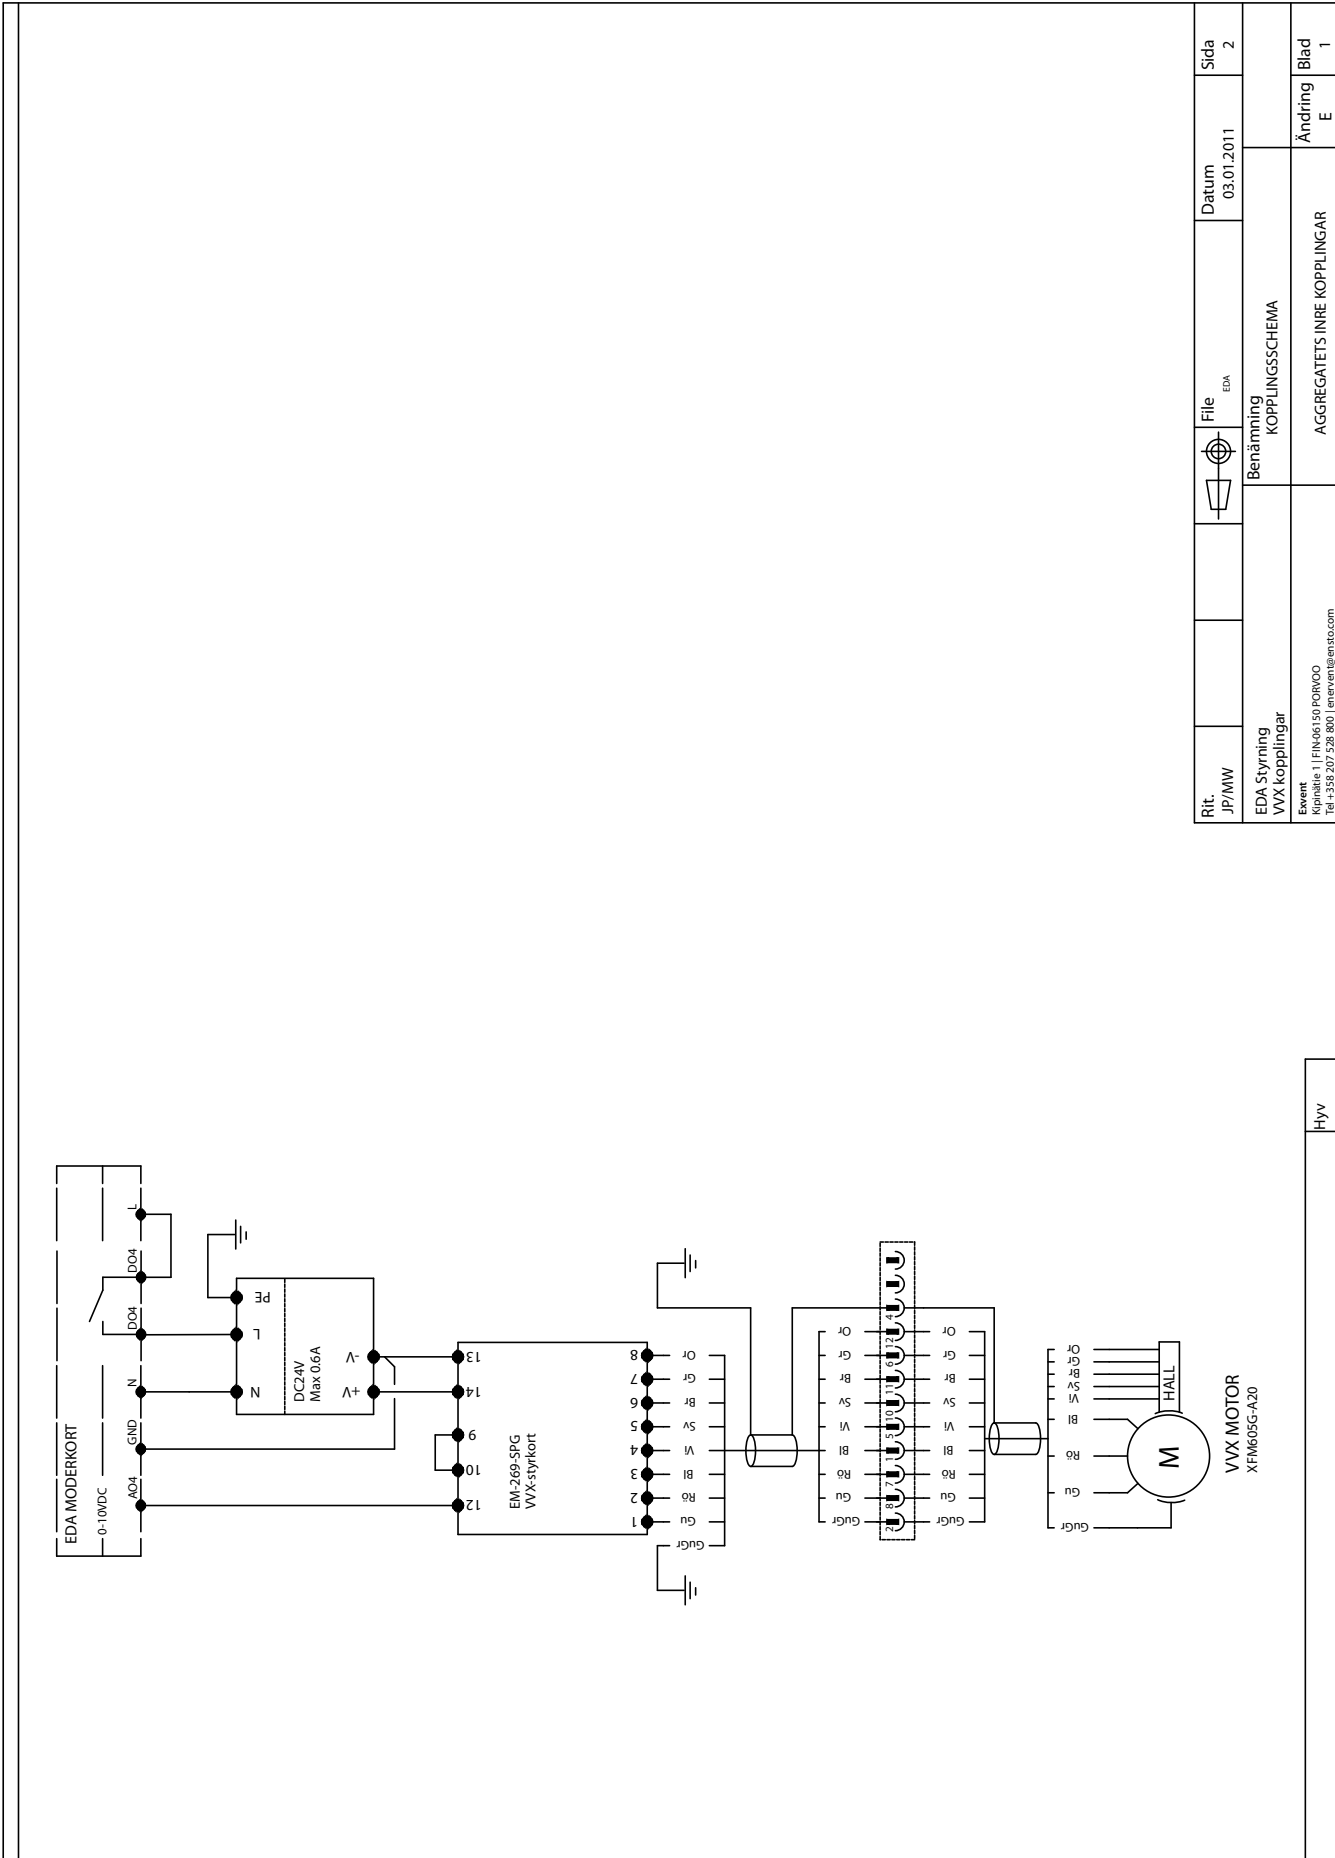 EDA MODERKORT
0-10VDC
AO4
GND
N
DO4
DO4
L
N
L
PE
DC24V
Max 0.6A
+V
-V
12
10
9
14
13
EM-269-SPG
VVX-styrkort
1
2
3
4
5
6
7
8
GuGr
Gu
Rö
Bl
Vi
Sv
Br
Gr
Or
GuGr
Gu
Rö
Bl
Vi
Sv
Br
Gr
Or
2
8
7
1
5
10
11
6
12
4
GuGr
Gu
Rö
Bl
Vi
Sv
Br
Gr
Or
GuGr
Gu
Rö
Bl
Vi
Sv
Br
Gr
Or
HALL
M
VVX MOTOR
XFM605G-A20
Hyv
Rit.
JP/MW
File
EDA
Datum
03.01.2011
Sida
2
EDA Styrning
VVX kopplingar
Benämning
KOPPLINGSSCHEMA
Exvent
Kipinätie 1 | FIN-06150 PORVOO
Tel +358 207 528 800 | enervent@ensto.com
AGGREGATETS INRE KOPPLINGAR
Ändring
E
Blad
1